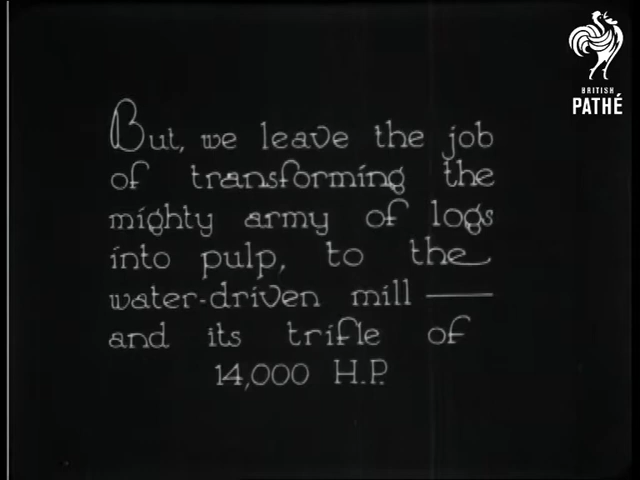 BRITISH
PATHÉ
But, we leave the job
of transforming the
mighty army of logs
into pulp, to the
water-driven mill —
and its trifle of
14,000 H.P.